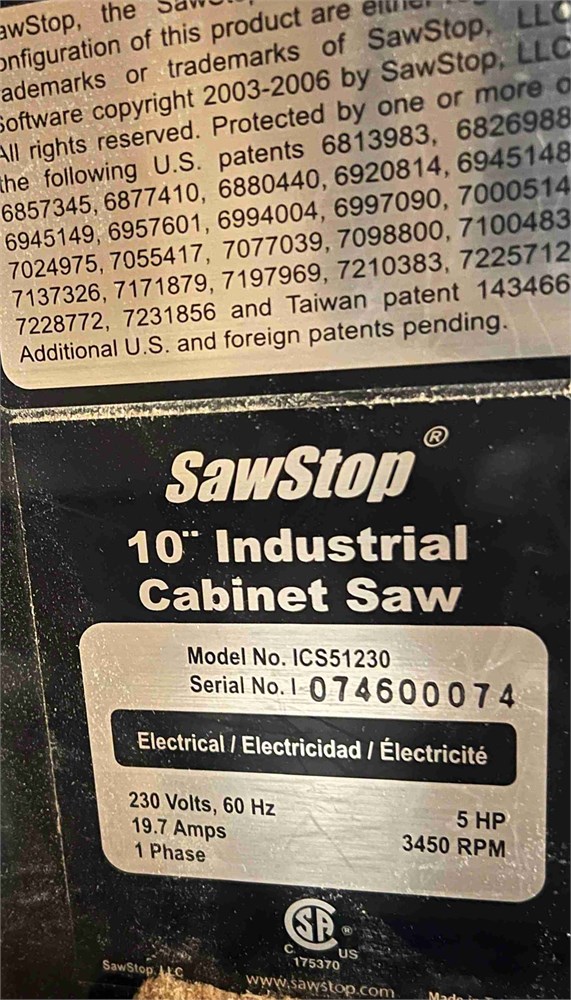 awStop, the
onfiguration of this product are
ademarks or trademarks of SawStop, LLC
Software copyright 2003-2006 by SawStop, LLC
All rights reserved. Protected by one or more o
the following U.S. patents 6813983, 6826988
6857345, 6877410, 6880440, 6920814, 6945148
6945149, 6957601, 6994004, 6997090, 7000514
7024975, 7055417, 7077039, 7098800, 7100483
7137326, 7171879, 7197969, 7210383, 7225712
7228772, 7231856 and Taiwan patent 143466
Additional U.S. and foreign patents pending.
SawStop®
10" Industrial
Cabinet Saw
Model No. ICS51230
Serial No. I 074600074
Electrical / Electricidad / Électricité
230 Volts, 60 Hz
5 HP
19.7 Amps
3450 RPM
1 Phase
SA ®
C US
175370
SawStop, LLC
www.sawstop.com
Made